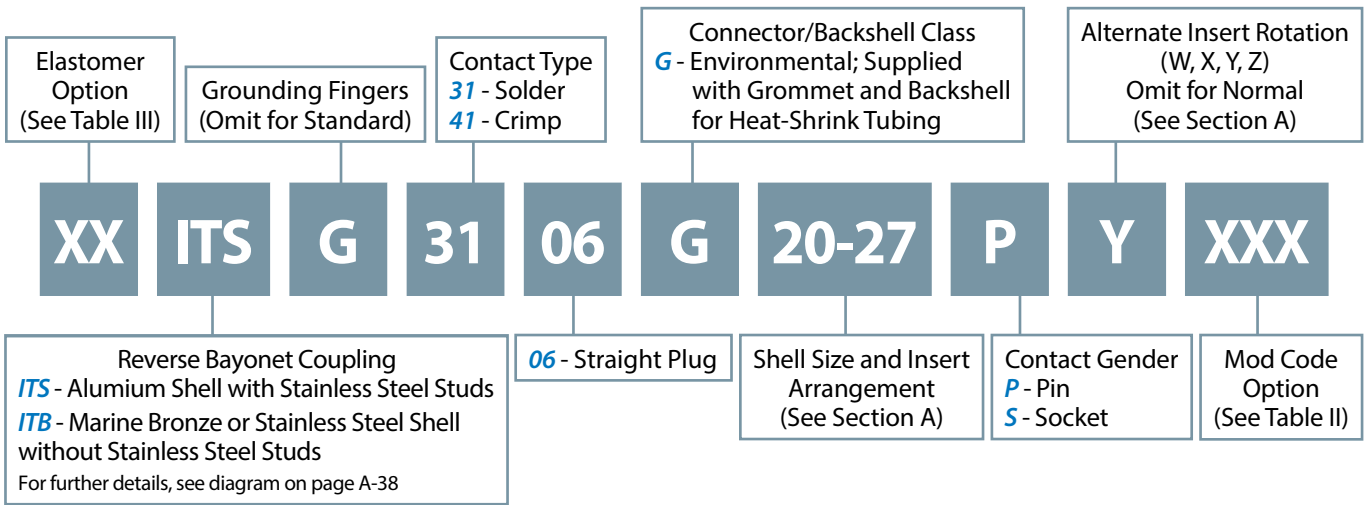 Elastomer
Option
(See Table III)
Grounding Fingers
(Omit for Standard)
Contact Type
31 - Solder
41 - Crimp
Connector/Backshell Class
G - Environmental; Supplied
with Grommet and Backshell
for Heat-Shrink Tubing
Alternate Insert Rotation
(W, X, Y, Z)
Omit for Normal
(See Section A)
XX ITS G 31 06 G 20-27 P Y XXX
Reverse Bayonet Coupling
ITS - Alumium Shell with Stainless Steel Studs
ITB - Marine Bronze or Stainless Steel Shell
without Stainless Steel Studs
For further details, see diagram on page A-38
06 - Straight Plug
Shell Size and Insert
Arrangement
(See Section A)
Contact Gender
P - Pin
S - Socket
Mod Code
Option
(See Table II)